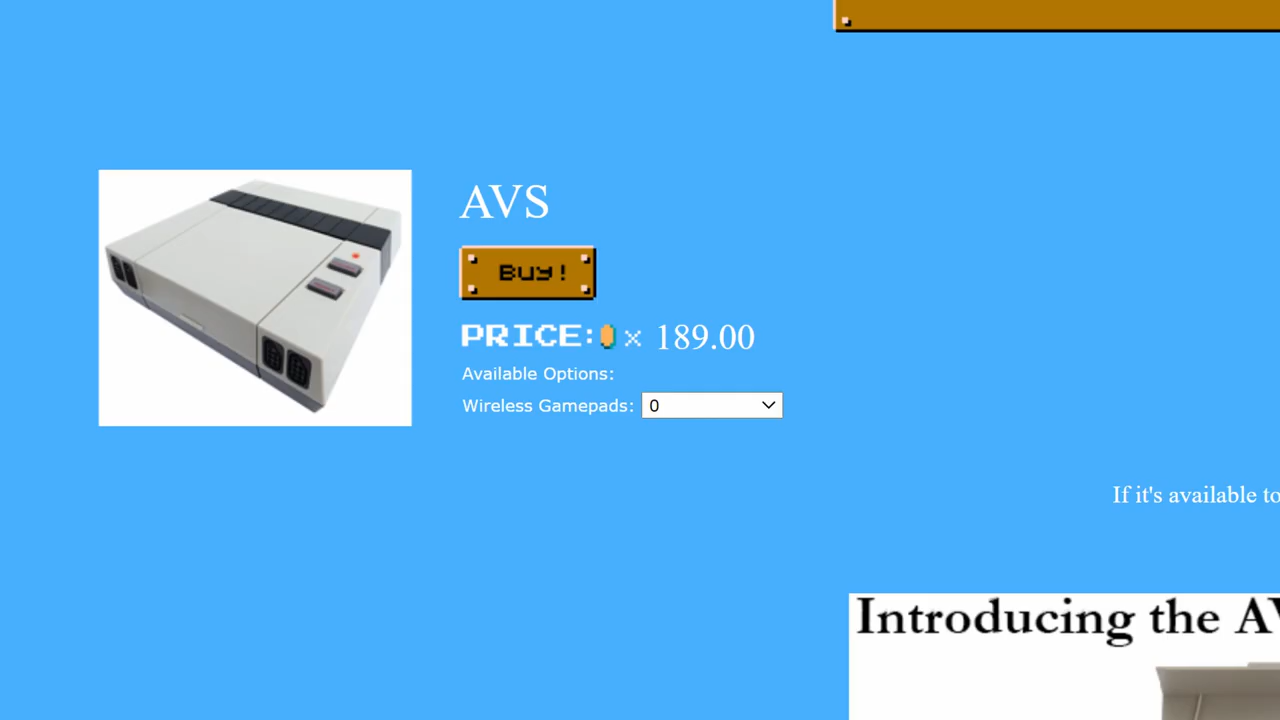 AVS
Buy!
PRICE: × 189.00
Available Options:
Wireless Gamepads: 0
If it's available to
Introducing the AV